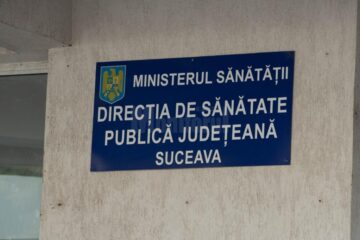 MINISTERUL SĂNĂTĂȚII
DIRECȚIA DE SĂNĂTATE
PUBLICĂ JUDEȚEANĂ
SUCEAVA